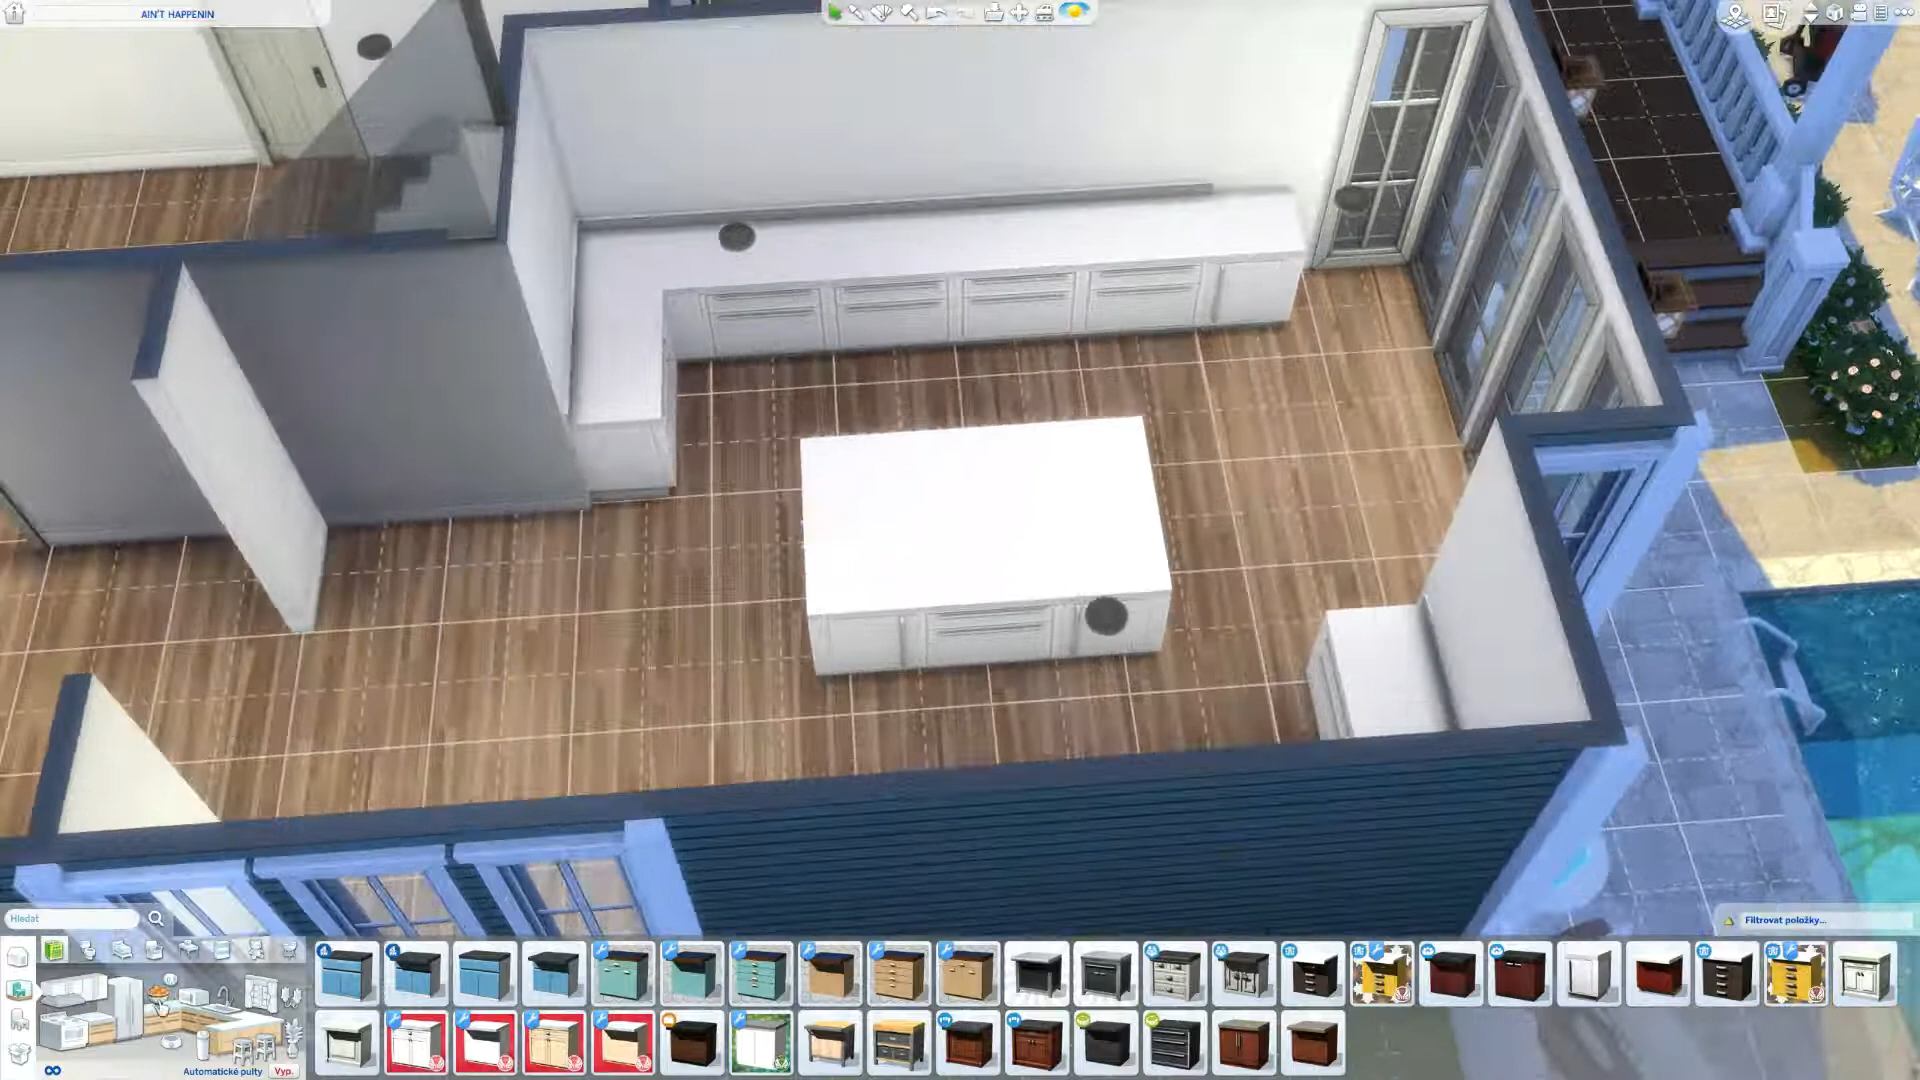 AIN'T HAPPENIN
Hledat
Filtrovat položky...
Automatické pulty
Vyp.